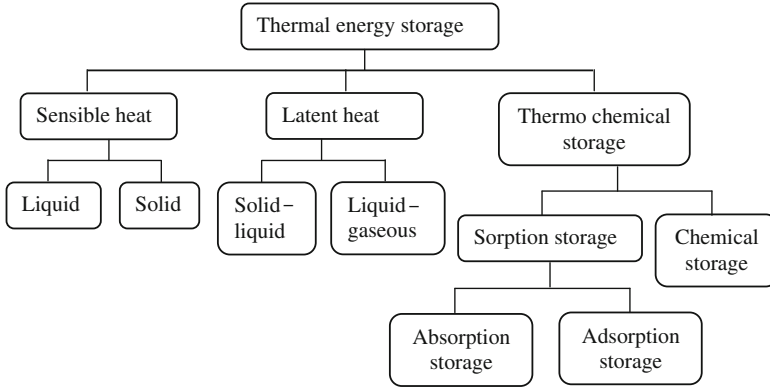 Thermal energy storage
Sensible heat
Latent heat
Thermo chemical
storage
Liquid
Solid
Solid–
liquid
Liquid–
gaseous
Sorption storage
Chemical
storage
Absorption
storage
Adsorption
storage